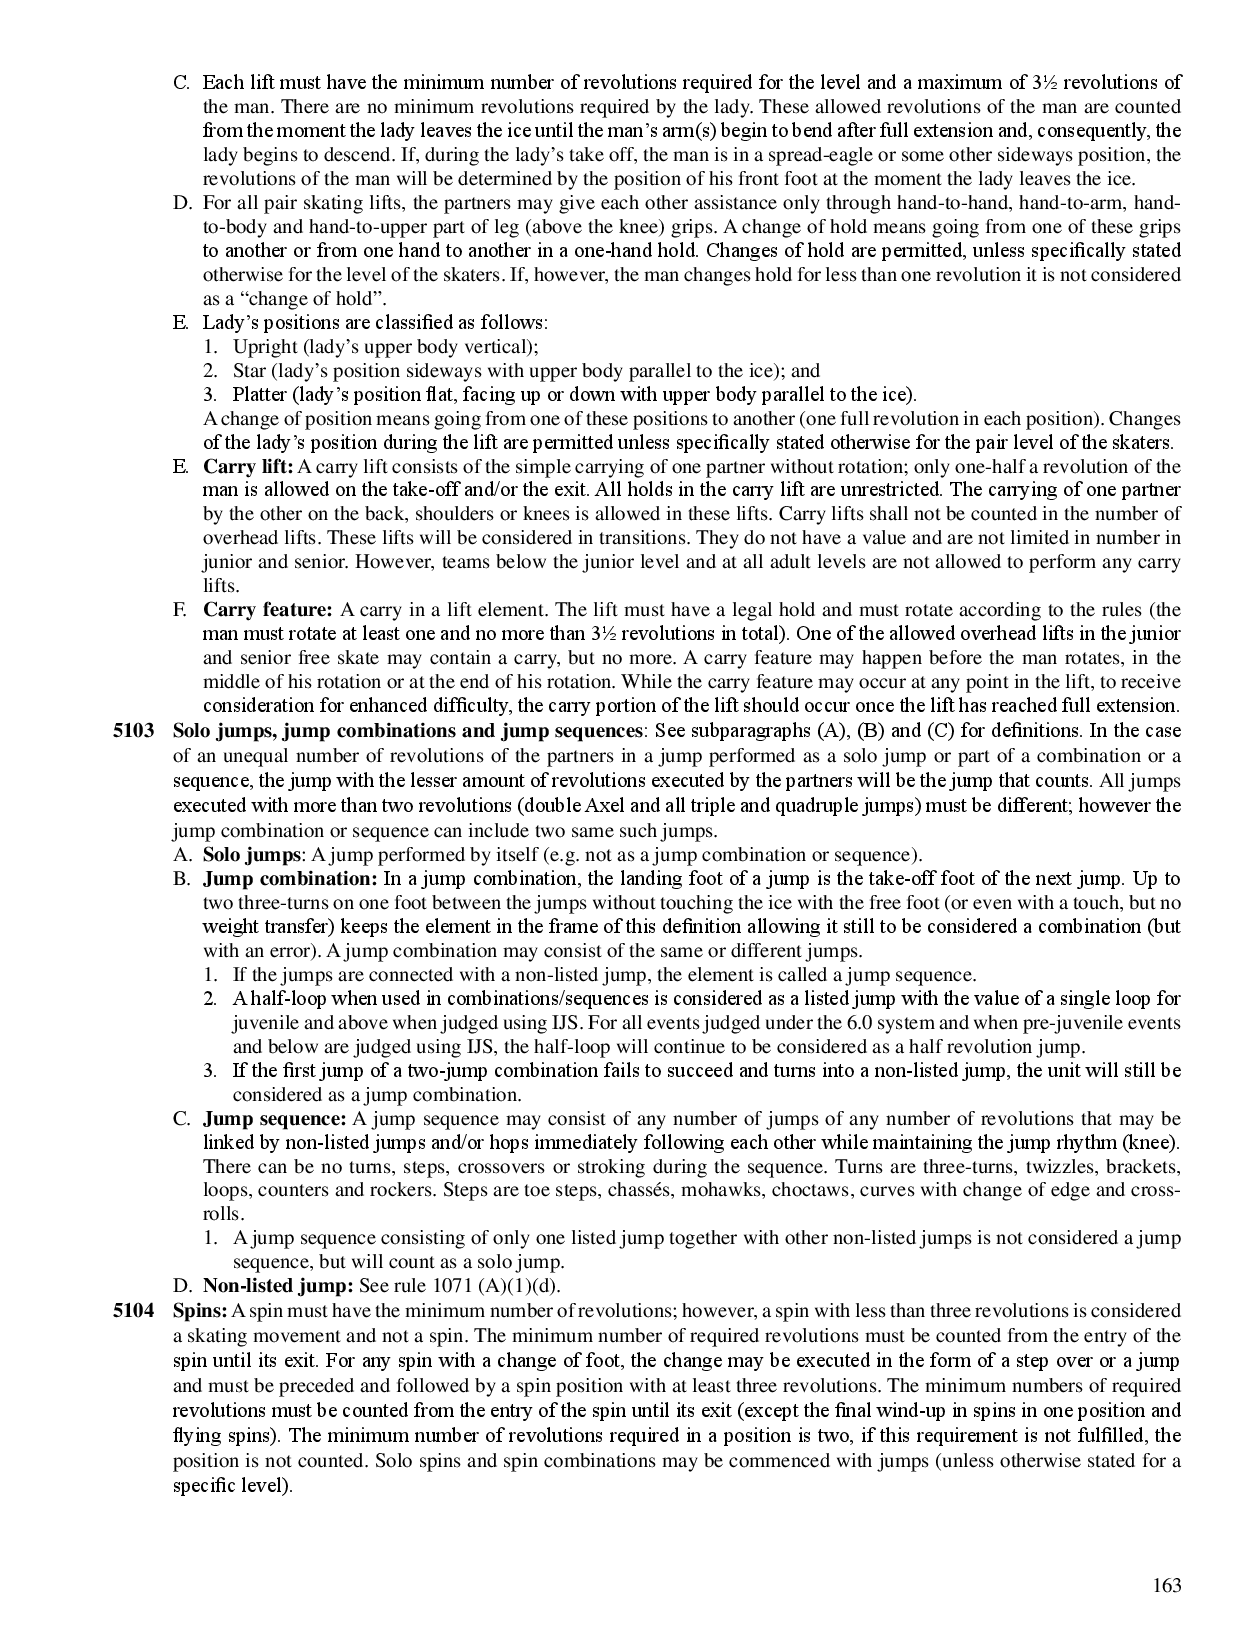 C. Each lift must have the minimum number of revolutions required for the level and a maximum of 3½ revolutions of
the man. There are no minimum revolutions required by the lady. These allowed revolutions of the man are counted
from the moment the lady leaves the ice until the man’s arm(s) begin to bend after full extension and, consequently, the
lady begins to descend. If, during the lady’s take off, the man is in a spread-eagle or some other sideways position, the
revolutions of the man will be determined by the position of his front foot at the moment the lady leaves the ice.
D. For all pair skating lifts, the partners may give each other assistance only through hand-to-hand, hand-to-arm, hand-
to-body and hand-to-upper part of leg (above the knee) grips. A change of hold means going from one of these grips
to another or from one hand to another in a one-hand hold. Changes of hold are permitted, unless specifically stated
otherwise for the level of the skaters. If, however, the man changes hold for less than one revolution it is not considered
as a “change of hold”.
E. Lady’s positions are classified as follows:
1. Upright (lady’s upper body vertical);
2. Star (lady’s position sideways with upper body parallel to the ice); and
3. Platter (lady’s position flat, facing up or down with upper body parallel to the ice).
A change of position means going from one of these positions to another (one full revolution in each position). Changes
of the lady’s position during the lift are permitted unless specifically stated otherwise for the pair level of the skaters.
E. Carry lift: A carry lift consists of the simple carrying of one partner without rotation; only one-half a revolution of the
man is allowed on the take-off and/or the exit. All holds in the carry lift are unrestricted. The carrying of one partner
by the other on the back, shoulders or knees is allowed in these lifts. Carry lifts shall not be counted in the number of
overhead lifts. These lifts will be considered in transitions. They do not have a value and are not limited in number in
junior and senior. However, teams below the junior level and at all adult levels are not allowed to perform any carry
lifts.
F. Carry feature: A carry in a lift element. The lift must have a legal hold and must rotate according to the rules (the
man must rotate at least one and no more than 3½ revolutions in total). One of the allowed overhead lifts in the junior
and senior free skate may contain a carry, but no more. A carry feature may happen before the man rotates, in the
middle of his rotation or at the end of his rotation. While the carry feature may occur at any point in the lift, to receive
consideration for enhanced difficulty, the carry portion of the lift should occur once the lift has reached full extension.
5103 Solo jumps, jump combinations and jump sequences: See subparagraphs (A), (B) and (C) for definitions. In the case
of an unequal number of revolutions of the partners in a jump performed as a solo jump or part of a combination or a
sequence, the jump with the lesser amount of revolutions executed by the partners will be the jump that counts. All jumps
executed with more than two revolutions (double Axel and all triple and quadruple jumps) must be different; however the
jump combination or sequence can include two same such jumps.
A. Solo jumps: A jump performed by itself (e.g. not as a jump combination or sequence).
B. Jump combination: In a jump combination, the landing foot of a jump is the take-off foot of the next jump. Up to
two three-turns on one foot between the jumps without touching the ice with the free foot (or even with a touch, but no
weight transfer) keeps the element in the frame of this definition allowing it still to be considered a combination (but
with an error). A jump combination may consist of the same or different jumps.
1. If the jumps are connected with a non-listed jump, the element is called a jump sequence.
2. A half-loop when used in combinations/sequences is considered as a listed jump with the value of a single loop for
juvenile and above when judged using IJS. For all events judged under the 6.0 system and when pre-juvenile events
and below are judged using IJS, the half-loop will continue to be considered as a half revolution jump.
3. If the first jump of a two-jump combination fails to succeed and turns into a non-listed jump, the unit will still be
considered as a jump combination.
C. Jump sequence: A jump sequence may consist of any number of jumps of any number of revolutions that may be
linked by non-listed jumps and/or hops immediately following each other while maintaining the jump rhythm (knee).
There can be no turns, steps, crossovers or stroking during the sequence. Turns are three-turns, twizzles, brackets,
loops, counters and rockers. Steps are toe steps, chassés, mohawks, choctaws, curves with change of edge and cross-
rolls.
1. A jump sequence consisting of only one listed jump together with other non-listed jumps is not considered a jump
sequence, but will count as a solo jump.
D. Non-listed jump: See rule 1071 (A)(1)(d).
5104 Spins: A spin must have the minimum number of revolutions; however, a spin with less than three revolutions is considered
a skating movement and not a spin. The minimum number of required revolutions must be counted from the entry of the
spin until its exit. For any spin with a change of foot, the change may be executed in the form of a step over or a jump
and must be preceded and followed by a spin position with at least three revolutions. The minimum numbers of required
revolutions must be counted from the entry of the spin until its exit (except the final wind-up in spins in one position and
flying spins). The minimum number of revolutions required in a position is two, if this requirement is not fulfilled, the
position is not counted. Solo spins and spin combinations may be commenced with jumps (unless otherwise stated for a
specific level).
163